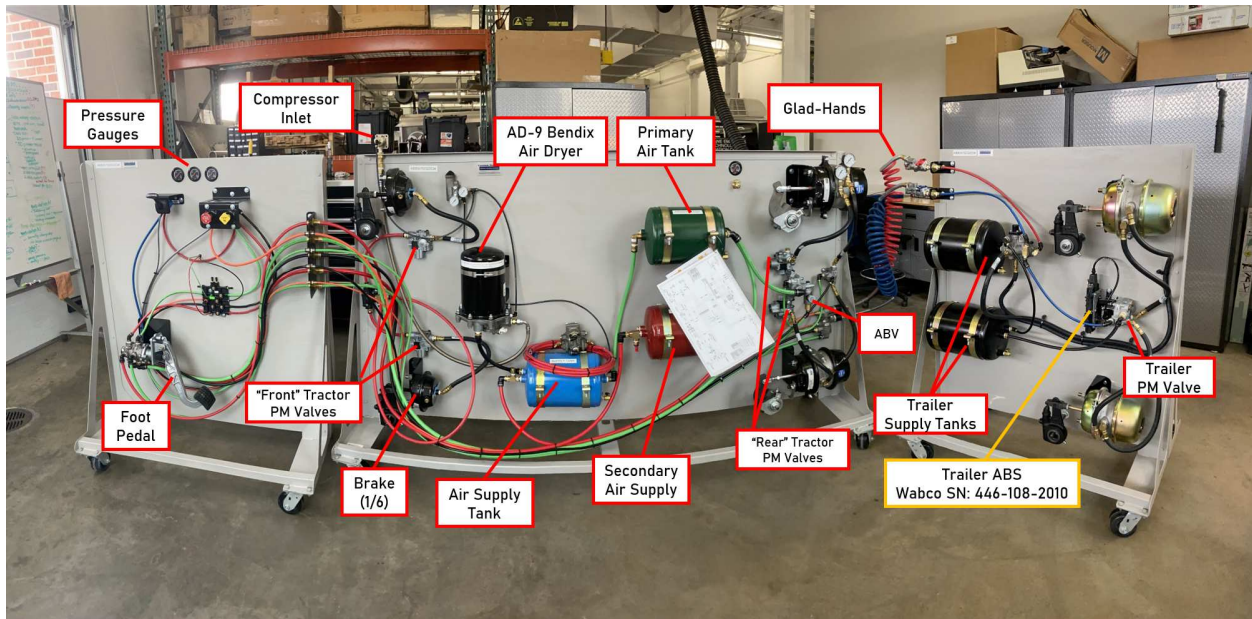 Pressure
Gauges
Compressor
Inlet
AD-9 Bendix
Air Dryer
Primary
Air Tank
Glad-Hands
ABV
Trailer
PM Valve
Foot
Pedal
"Front" Tractor
PM Valves
Brake
(1/6)
Air Supply
Tank
Secondary
Air Supply
"Rear" Tractor
PM Valves
Trailer
Supply Tanks
Trailer ABS
Wabco SN: 446-108-2010